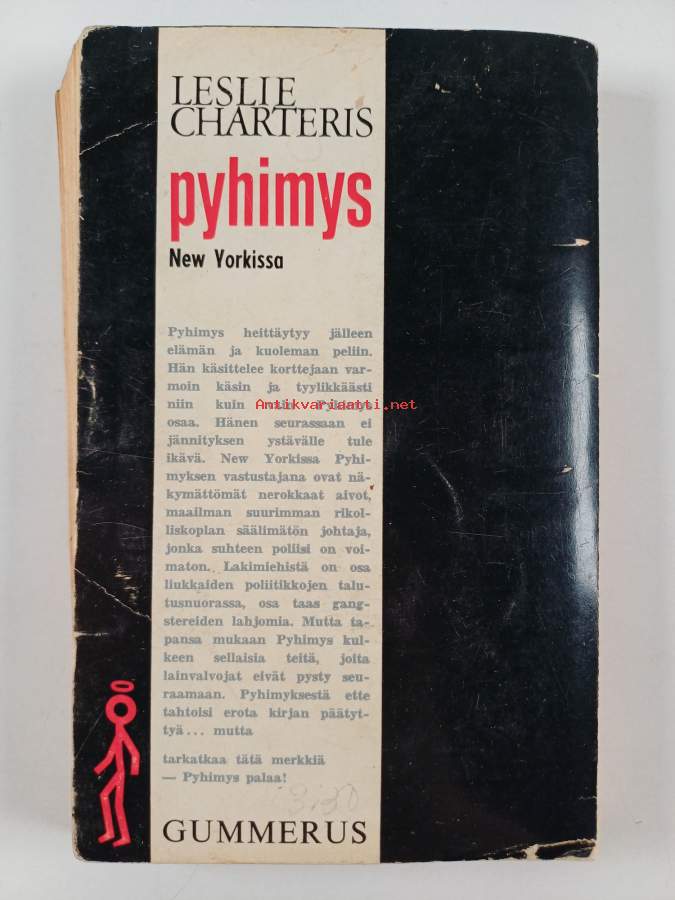 LESLIE
CHARTERIS
pyhimys
New Yorkissa
Pyhimys heittäytyy jälleen
elämän ja kuoleman peliin.
Hän käsittelee korttejaan var-
moin käsin ja tyylikkäästi
niin kuin Pyhimys
Antikvariantti.net
osaa. Hänen seurassaan ei
jännityksen ystävälle tule
ikävä. New Yorkissa Pyhi-
myksen vastustajana ovat nä-
kymättömät nerokkaat aivot,
maailman suurimman rikol-
liskoplan säälimätön johtaja,
jonka suhteen poliisi on voi-
maton. Lakimiehistä on osa
liukkaiden poliitikkojen talu-
tusnuorassa, osa taas gang-
stereiden lahjomia. Mutta ta-
pansa mukaan Pyhimys kul-
keen sellaisia teitä, joita
lainvalvojat eivät pysty seu-
raamaan. Pyhimyksestä ette
tahtoisi erota kirjan päätyt-
tyä... mutta
tarkatkaa tätä merkkiä
— Pyhimys palaa!
3:30
GUMMERUS